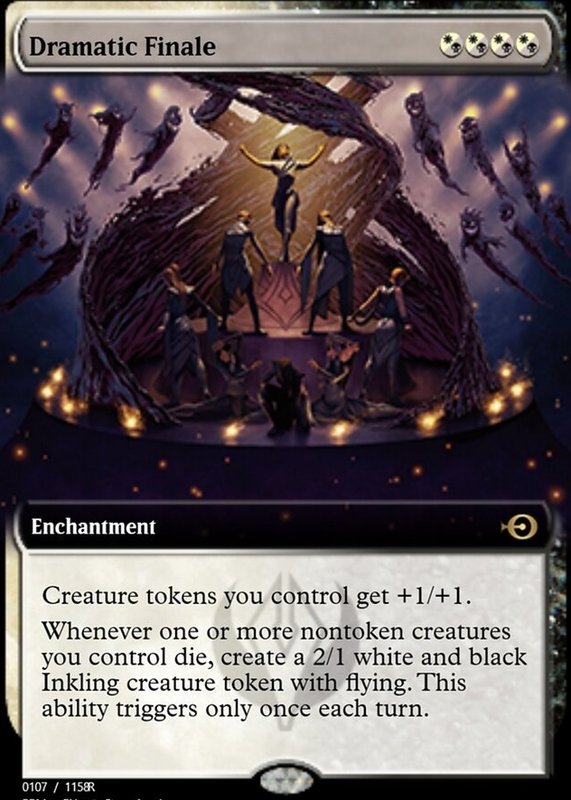 Dramatic Finale
Enchantment
Creature tokens you control get +1/+1.
Whenever one or more nontoken creatures
you control die, create a 2/1 white and black
Inkling creature token with flying. This
ability triggers only once each turn.
0107 / 1158R